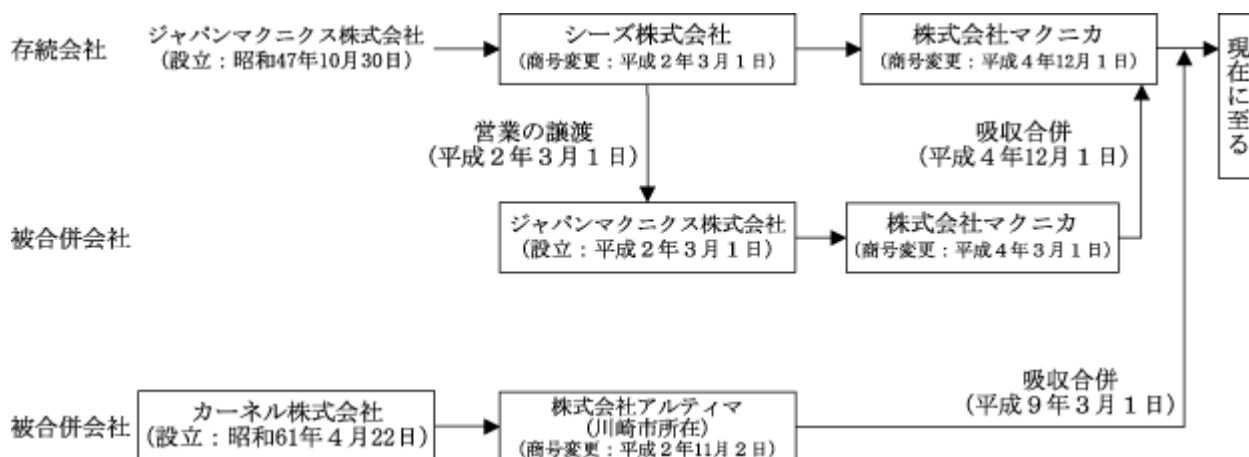 存続会社
ジャパンマクニクス株式会社
(設立：昭和47年10月30日)
シーズ株式会社
(商号変更：平成２年３月１日)
株式会社マクニカ
(商号変更：平成４年12月１日)
現在に至る
営業の譲渡
(平成２年３月１日)
吸収合併
(平成４年12月１日)
被合併会社
ジャパンマクニクス株式会社
(設立：平成２年３月１日)
株式会社マクニカ
(商号変更：平成４年３月１日)
吸収合併
(平成９年３月１日)
被合併会社
カーネル株式会社
(設立：昭和61年４月22日)
株式会社アルティマ
(川崎市所在)
(商号変更：平成２年11月２日)